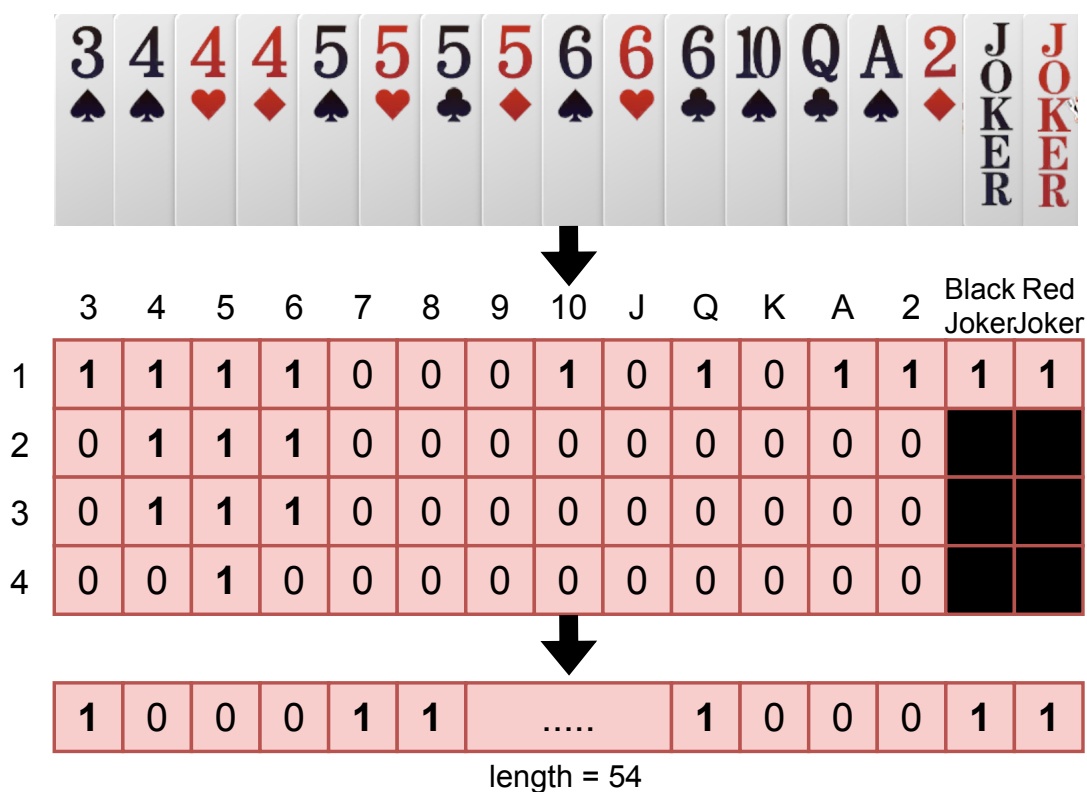 3 4 4 4 5 5 5 5 6 6 6 10 Q A 2 JOKER JOKER
3 4 5 6 7 8 9 10 J Q K A 2 Black Joker Red Joker
1 1 1 1 1 0 0 0 1 0 1 0 1 1 1 1
2 0 1 1 1 0 0 0 0 0 0 0 0 0
3 0 1 1 1 0 0 0 0 0 0 0 0 0
4 0 0 1 0 0 0 0 0 0 0 0 0 0
1 0 0 0 1 1 ..... 1 0 0 0 1 1
length = 54